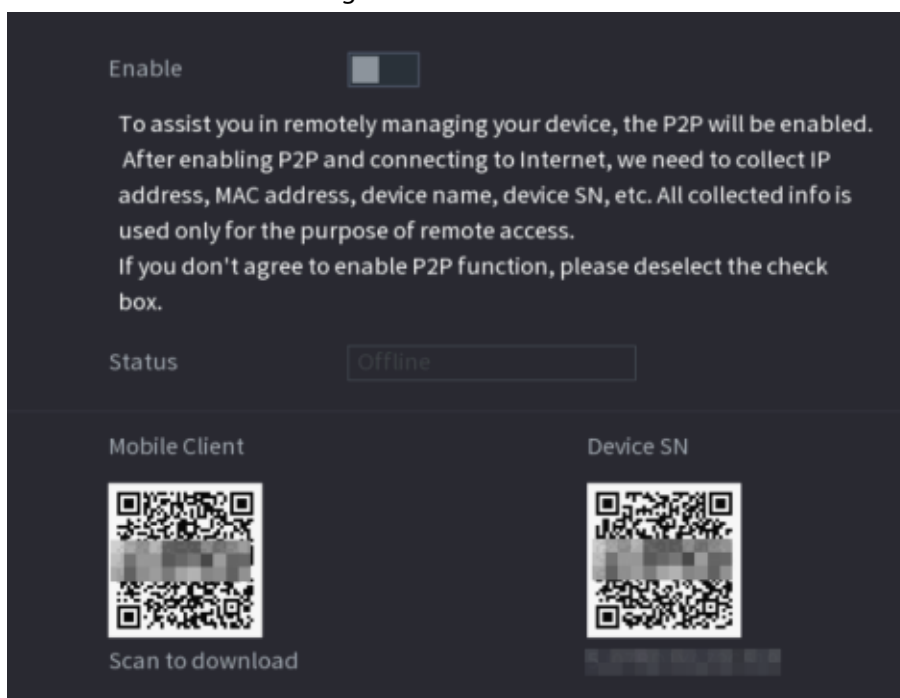 Enable
To assist you in remotely managing your device, the P2P will be enabled.
After enabling P2P and connecting to Internet, we need to collect IP
address, MAC address, device name, device SN, etc. All collected info is
used only for the purpose of remote access.
If you don't agree to enable P2P function, please deselect the check
box.
Status Offline
Mobile Client Device SN
Scan to download